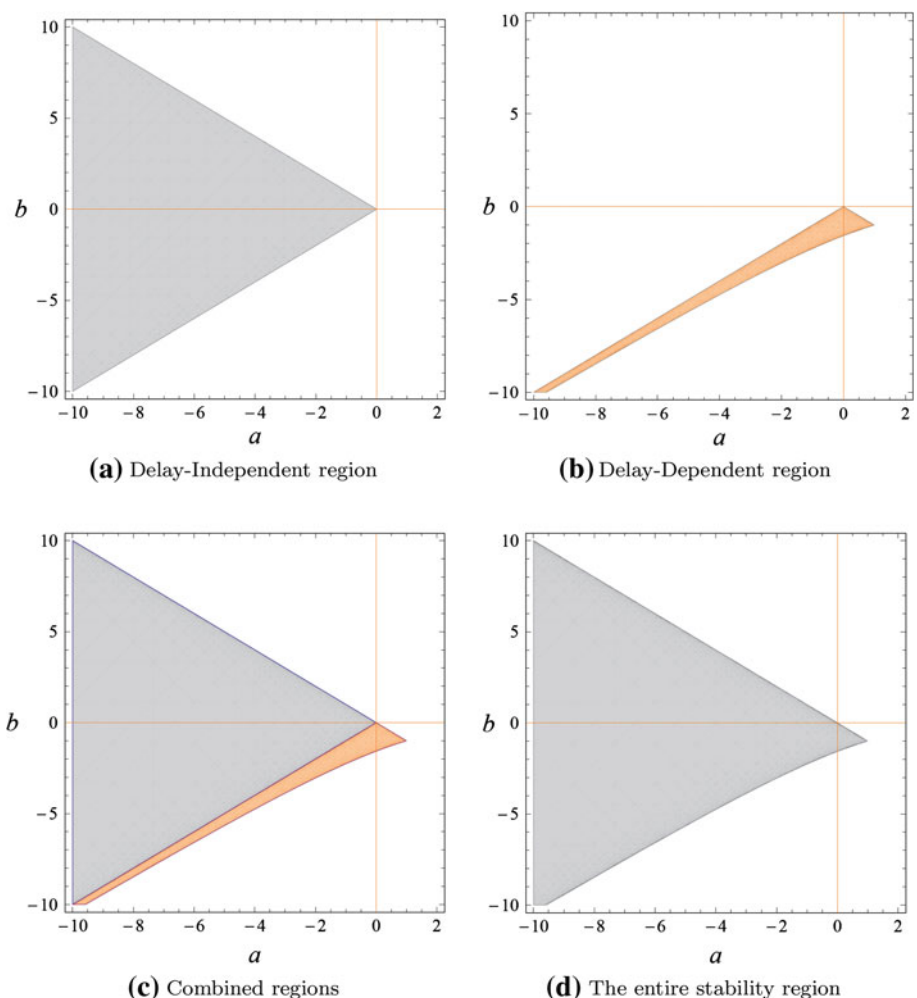 10
5
b
0
−5
−10
−10 −8 −6 −4 −2 0 2
a
(a) Delay-Independent region
10
5
b
0
−5
−10
−10 −8 −6 −4 −2 0 2
a
(b) Delay-Dependent region
10
5
b
0
−5
−10
−10 −8 −6 −4 −2 0 2
a
(c) Combined regions
10
5
b
0
−5
−10
−10 −8 −6 −4 −2 0 2
a
(d) The entire stability region